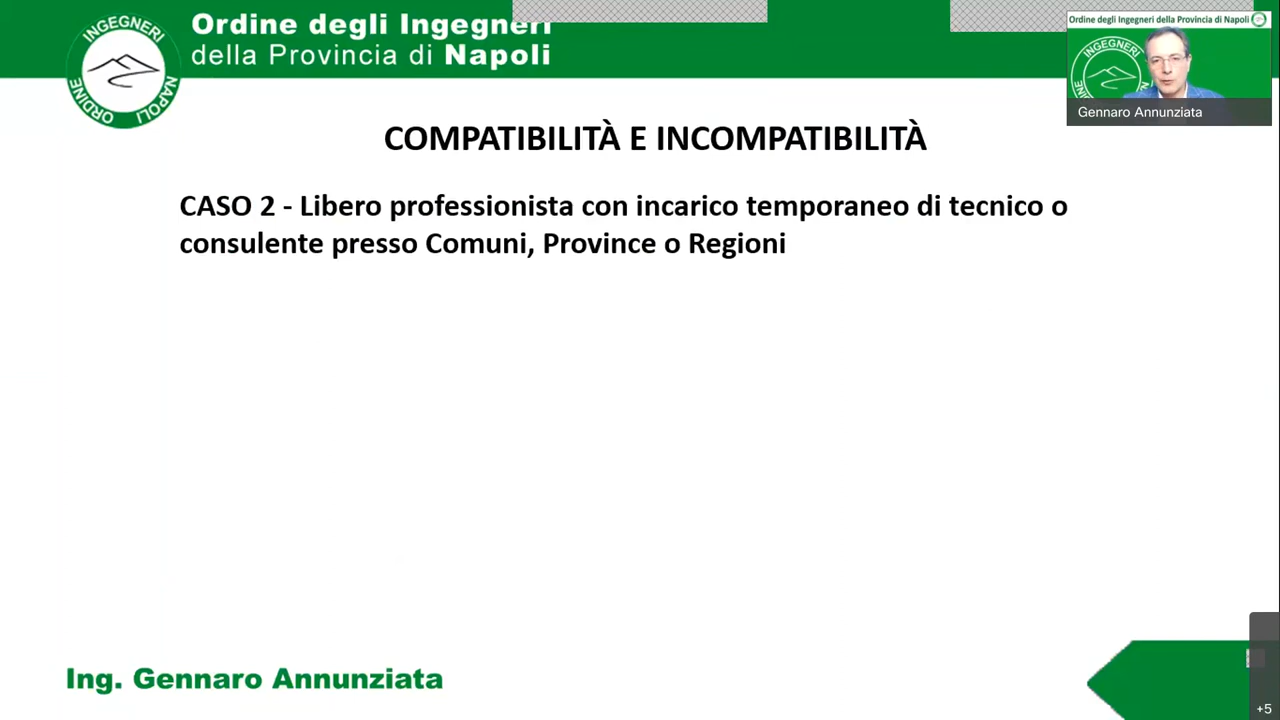 Ordine degli Ingegneri
della Provincia di Napoli
INGEGNERI
ORDINE
NAPOLI
Ordine degli Ingegneri della Provincia di Napoli
INGEGNERI
Gennaro Annunziata
COMPATIBILITÀ E INCOMPATIBILITÀ
CASO 2 - Libero professionista con incarico temporaneo di tecnico o
consulente presso Comuni, Province o Regioni
Ing. Gennaro Annunziata
+5